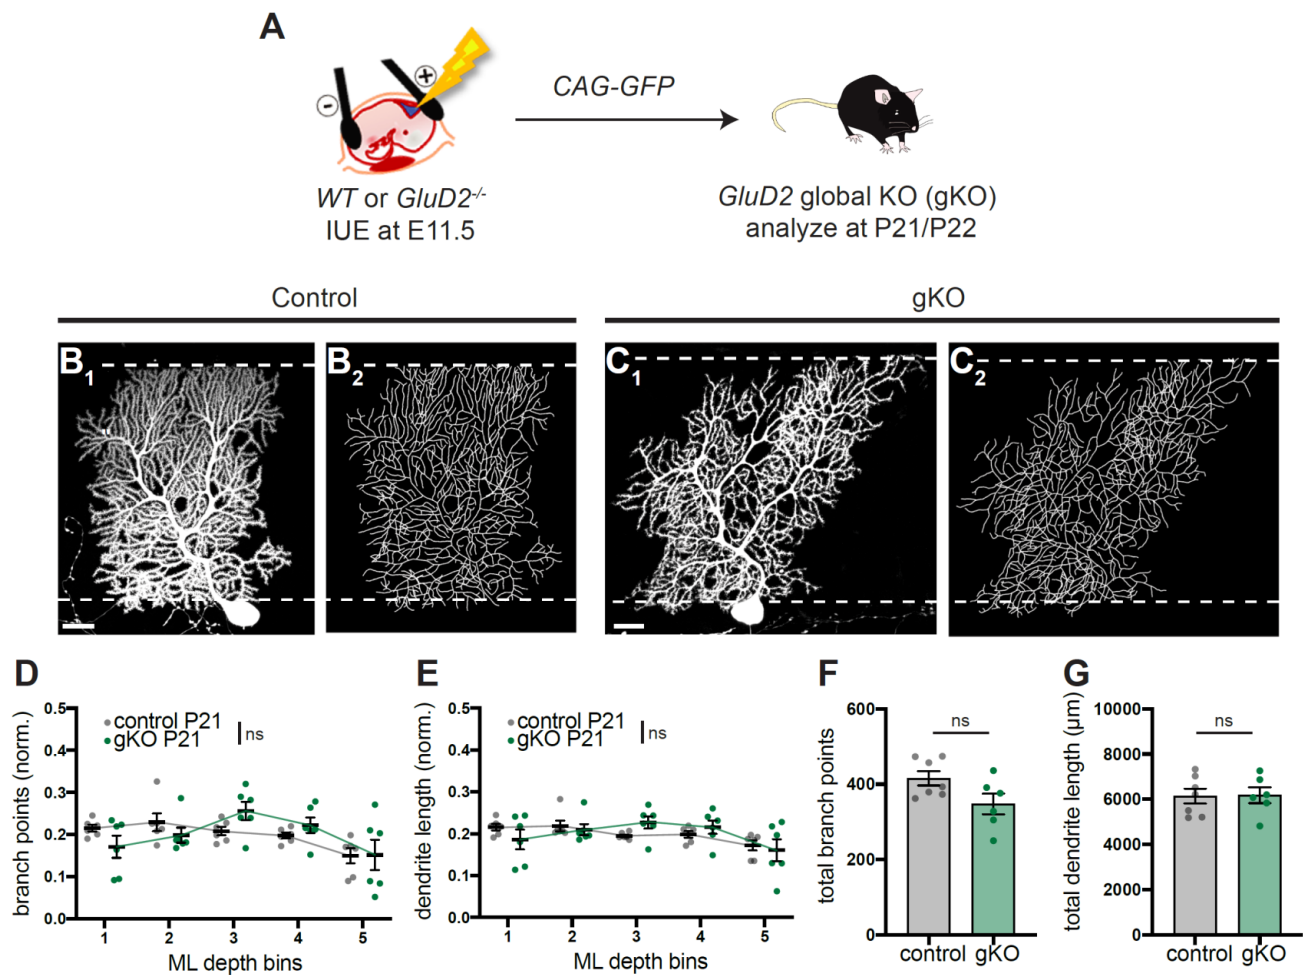 A
CAG-GFP
WT or GluD2-/-
IUE at E11.5
GluD2 global KO (gKO)
analyze at P21/P22
Control
gKO
B1
B2
C1
C2
D
branch points (norm.)
0.5
0.4
0.3
0.2
0.1
0.0
control P21
gKO P21
ns
1 2 3 4 5
ML depth bins
E
dendrite length (norm.)
0.5
0.4
0.3
0.2
0.1
0.0
control P21
gKO P21
ns
1 2 3 4 5
ML depth bins
F
total branch points
600
400
200
0
ns
control gKO
G
total dendrite length (μm)
10000
8000
6000
4000
2000
0
ns
control gKO